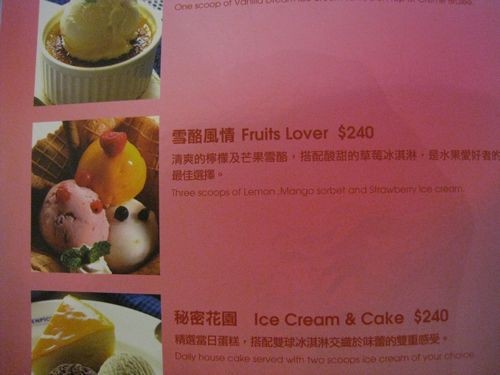 One scoop of Vanilla Dream Ice Cream
雪酪風情 Fruits Lover $240
清爽的檸檬及芒果雪酪，搭配酸甜的草莓冰淇淋，是水果愛好者的
最佳選擇。
Three scoops of Lemon ,Mango sorbet and Strawberry Ice cream.
秘密花園 Ice Cream & Cake $240
精選當日蛋糕，搭配雙球冰淇淋交織於味蕾的雙重感受。
Daily house cake served with two scoops ice cream of your choice.